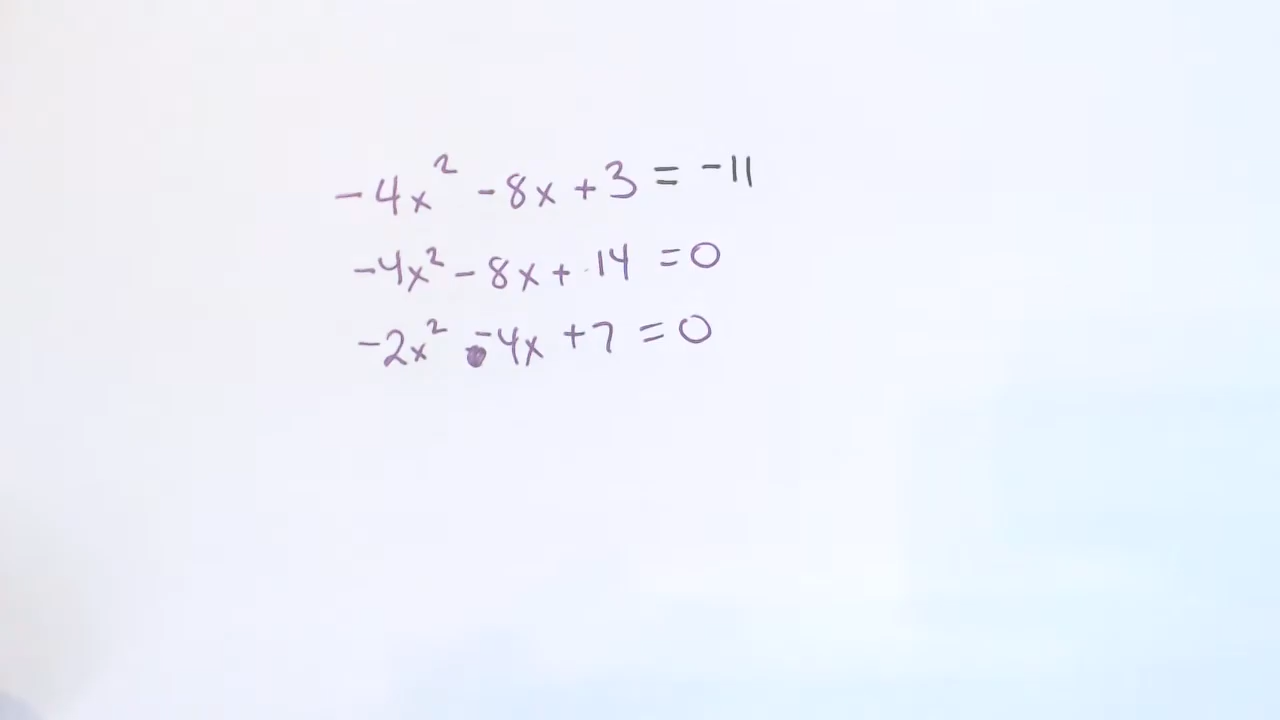 -4x² -8x +3 = -11
-4x² - 8x + 14 = 0
-2x² -4x +7 = 0